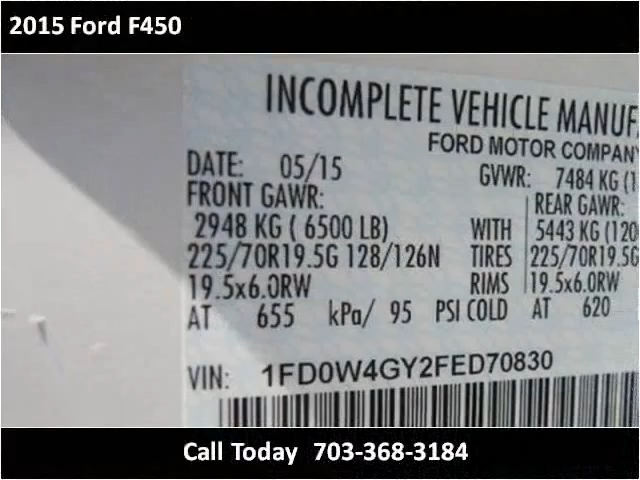 2015 Ford F450
INCOMPLETE VEHICLE MANUF
FORD MOTOR COMPANY
DATE: 05/15
GVWR: 7484 KG (1
FRONT GAWR:
REAR GAWR:
2948 KG ( 6500 LB)
WITH
5443 KG (120
225/70R19.5G 128/126N
TIRES
225/70R19.5G
19.5x6.0RW
RIMS
19.5x6.0RW
AT 655 kPa/ 95 PSI COLD AT 620
VIN: 1FD0W4GY2FED70830
Call Today 703-368-3184